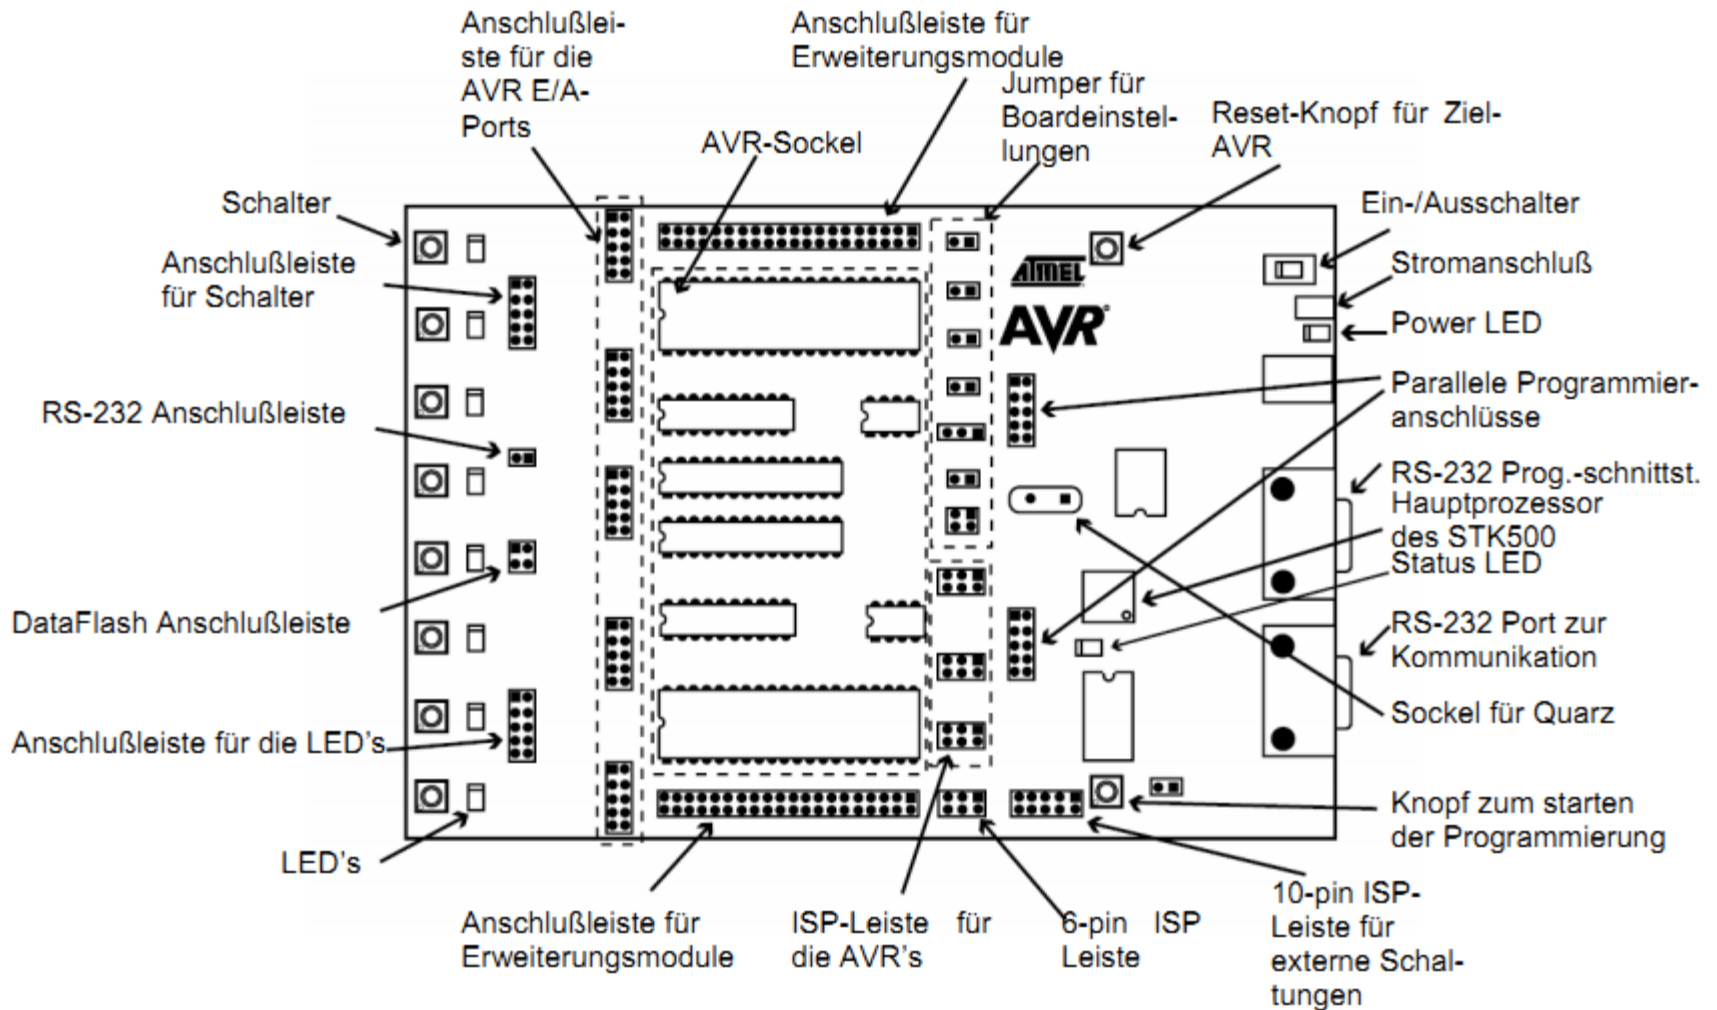 Anschlußlei-
ste für die
AVR E/A-
Ports
Anschlußleiste für
Erweiterungsmodule
Jumper für
Boardeinstel-
lungen
Reset-Knopf für Ziel-
AVR
AVR-Sockel
Schalter
Ein-/Ausschalter
Anschlußleiste
für Schalter
Stromanschluß
ATMEL
AVR®
Power LED
Parallele Programmier-
anschlüsse
RS-232 Anschlußleiste
RS-232 Prog.-schnittst.
Hauptprozessor
des STK500
Status LED
DataFlash Anschlußleiste
RS-232 Port zur
Kommunikation
Sockel für Quarz
Anschlußleiste für die LED's
Knopf zum starten
der Programmierung
LED's
Anschlußleiste für
Erweiterungsmodule
ISP-Leiste für
die AVR's
6-pin ISP
Leiste
10-pin ISP-
Leiste für
externe Schal-
tungen